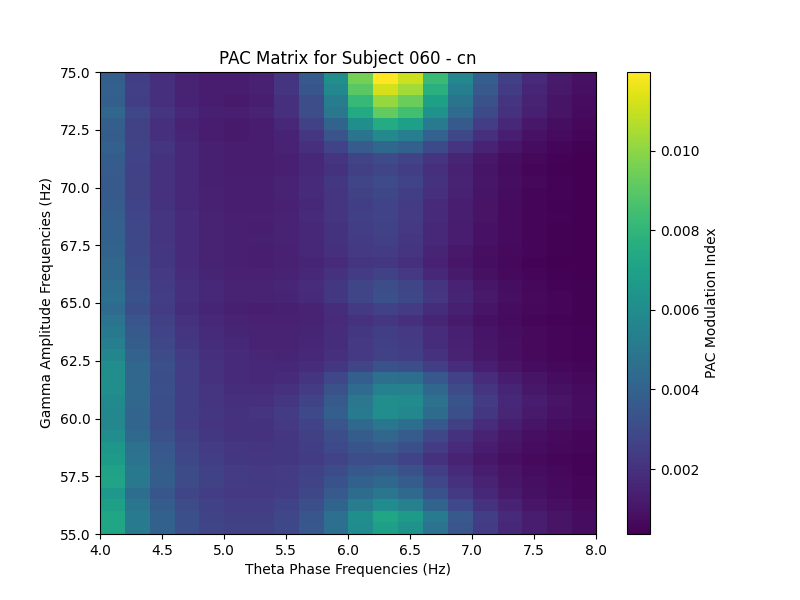 PAC Matrix for Subject 060 - cn
75.0
72.5
70.0
67.5
65.0
62.5
60.0
57.5
55.0
Gamma Amplitude Frequencies (Hz)
4.0 4.5 5.0 5.5 6.0 6.5 7.0 7.5 8.0
Theta Phase Frequencies (Hz)
0.010
0.008
0.006
0.004
0.002
PAC Modulation Index